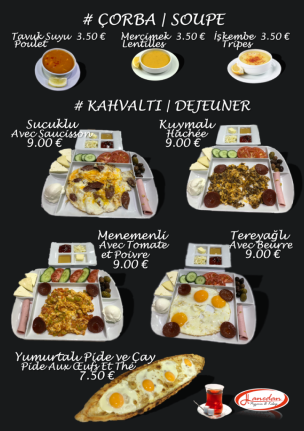 # ÇORBA | SOUPE
Tavuk Suyu 3.50 €
Poulet
Mercimek 3.50 €
Lentilles
İşkembe 3.50 €
Tripes
# KAHVALTI | DEJEUNER
Sucuklu
Avec Saucisson
9.00 €
Kuymalı
Hachée
9.00 €
Menemenli
Avec Tomate
et Poivre
9.00 €
Tereyağlı
Avec Beurre
9.00 €
Yumurtalı Pide ve Çay
Pide Aux Œufs Et Thé
7.50 €